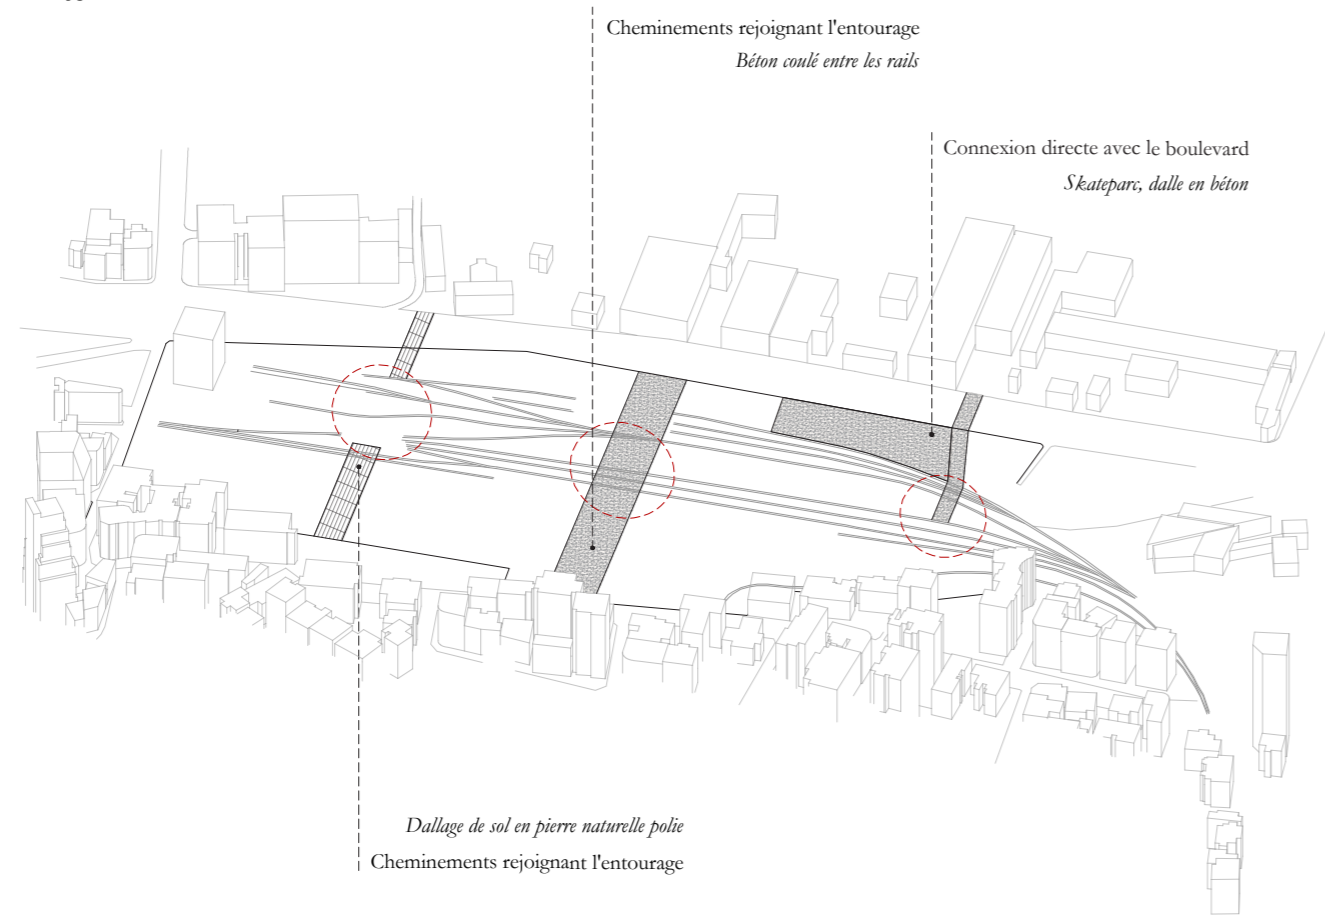 Cheminements rejoignant l'entourage
Béton coulé entre les rails
Connexion directe avec le boulevard
Skateparc, dalle en béton
Dallage de sol en pierre naturelle polie
Cheminements rejoignant l'entourage